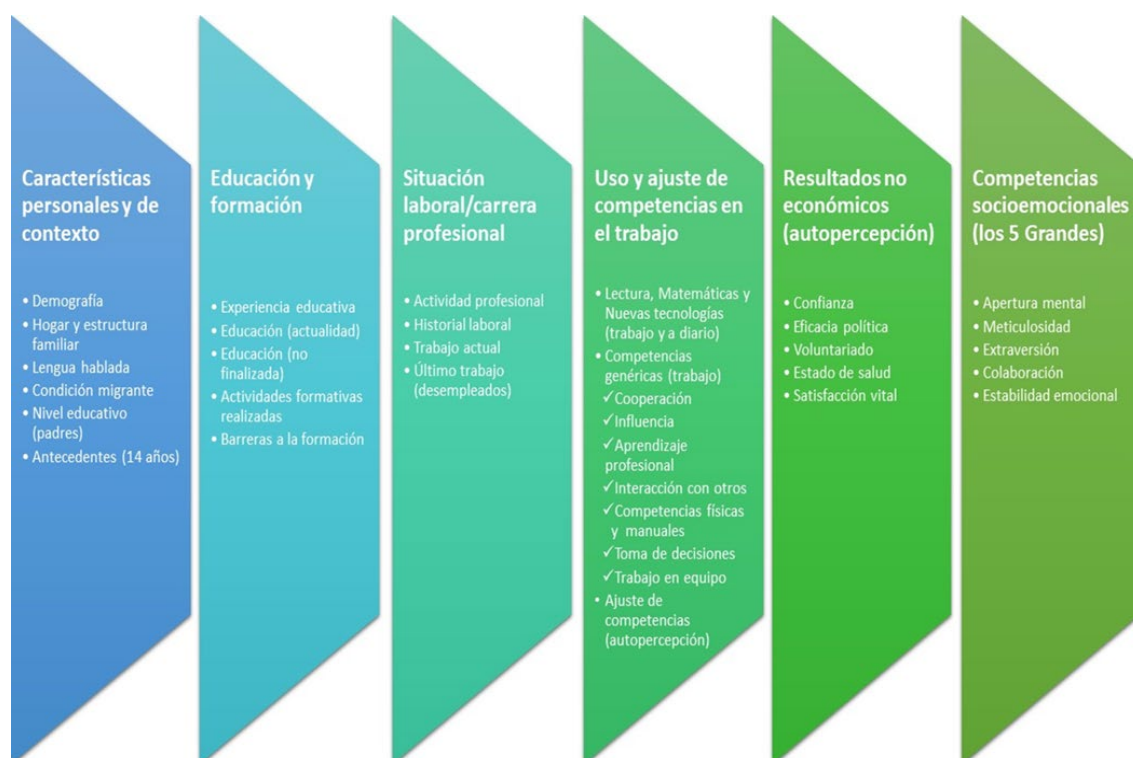 Características
personales y de
contexto
• Demografía
• Hogar y estructura
familiar
• Lengua hablada
• Condición migrante
• Nivel educativo
(padres)
• Antecedentes (14 años)
Educación y
formación
• Experiencia educativa
• Educación (actualidad)
• Educación (no
finalizada)
• Actividades formativas
realizadas
• Barreras a la formación
Situación
laboral/carrera
profesional
• Actividad profesional
• Historial laboral
• Trabajo actual
• Último trabajo
(desempleados)
Uso y ajuste de
competencias en
el trabajo
• Lectura, Matemáticas y
Nuevas tecnologías
(trabajo y a diario)
• Competencias
genéricas (trabajo)
✓Cooperación
✓Influencia
✓Aprendizaje
profesional
✓Interacción con otros
✓Competencias físicas
y manuales
✓Toma de decisiones
✓Trabajo en equipo
• Ajuste de
competencias
(autopercepción)
Resultados no
económicos
(autopercepción)
• Confianza
• Eficacia política
• Voluntariado
• Estado de salud
• Satisfacción vital
Competencias
socioemocionales
(los 5 Grandes)
• Apertura mental
• Meticulosidad
• Extraversión
• Colaboración
• Estabilidad emocional